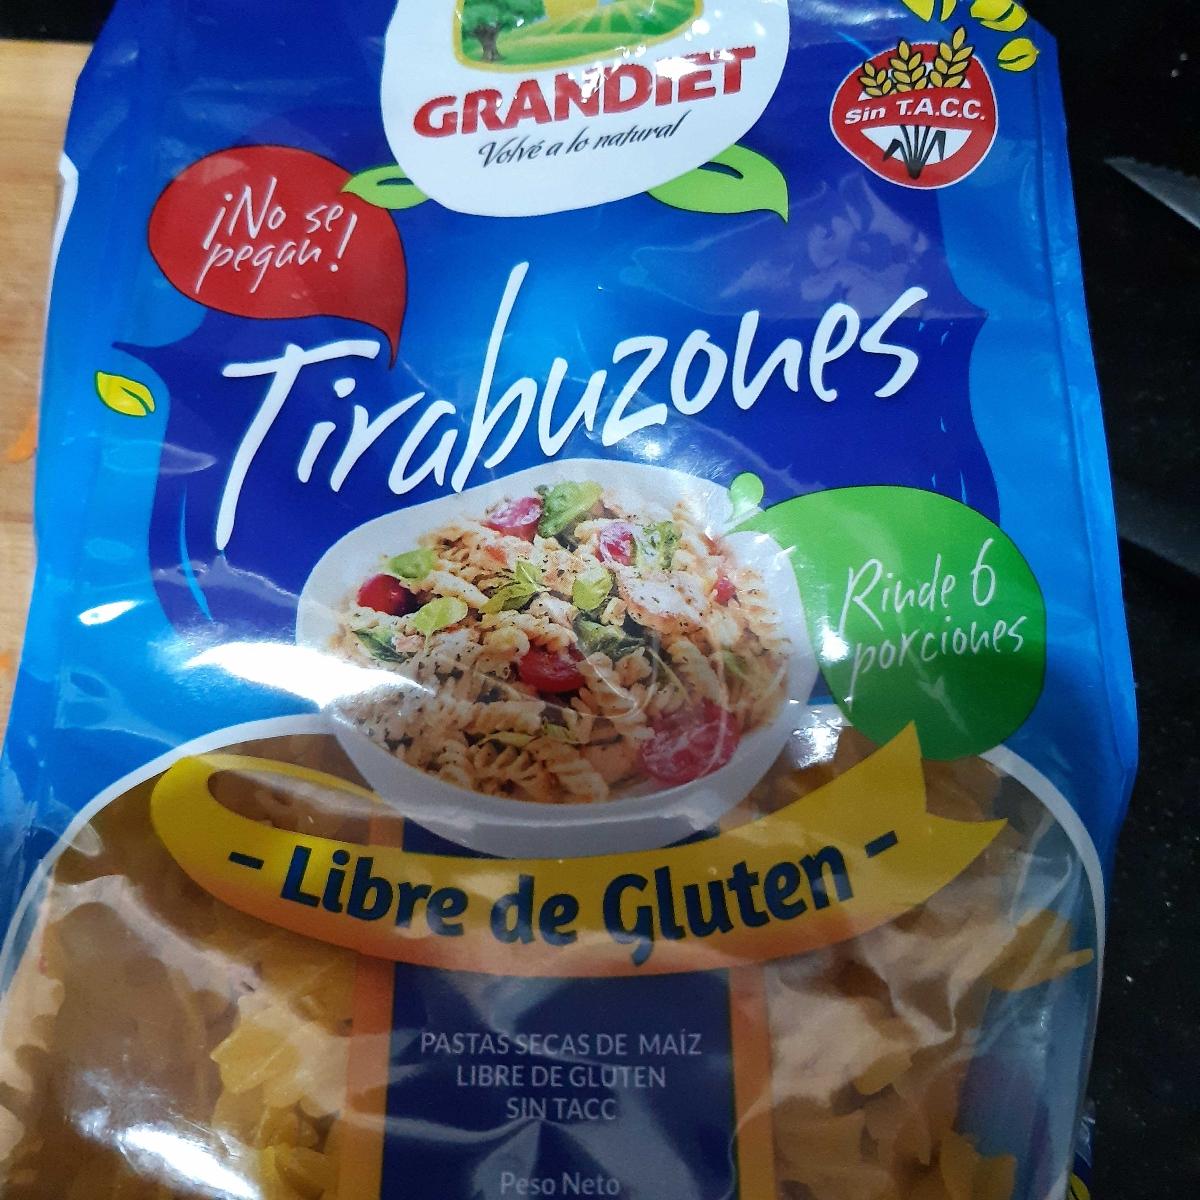 GRANDIET
Volvé a lo natural
Sin T.A.C.C.
¡No se
pegan!
Tirabuzones
Rinde 6
porciones
- Libre de Gluten -
PASTAS SECAS DE MAÍZ
LIBRE DE GLUTEN
SIN TACC
Peso Neto